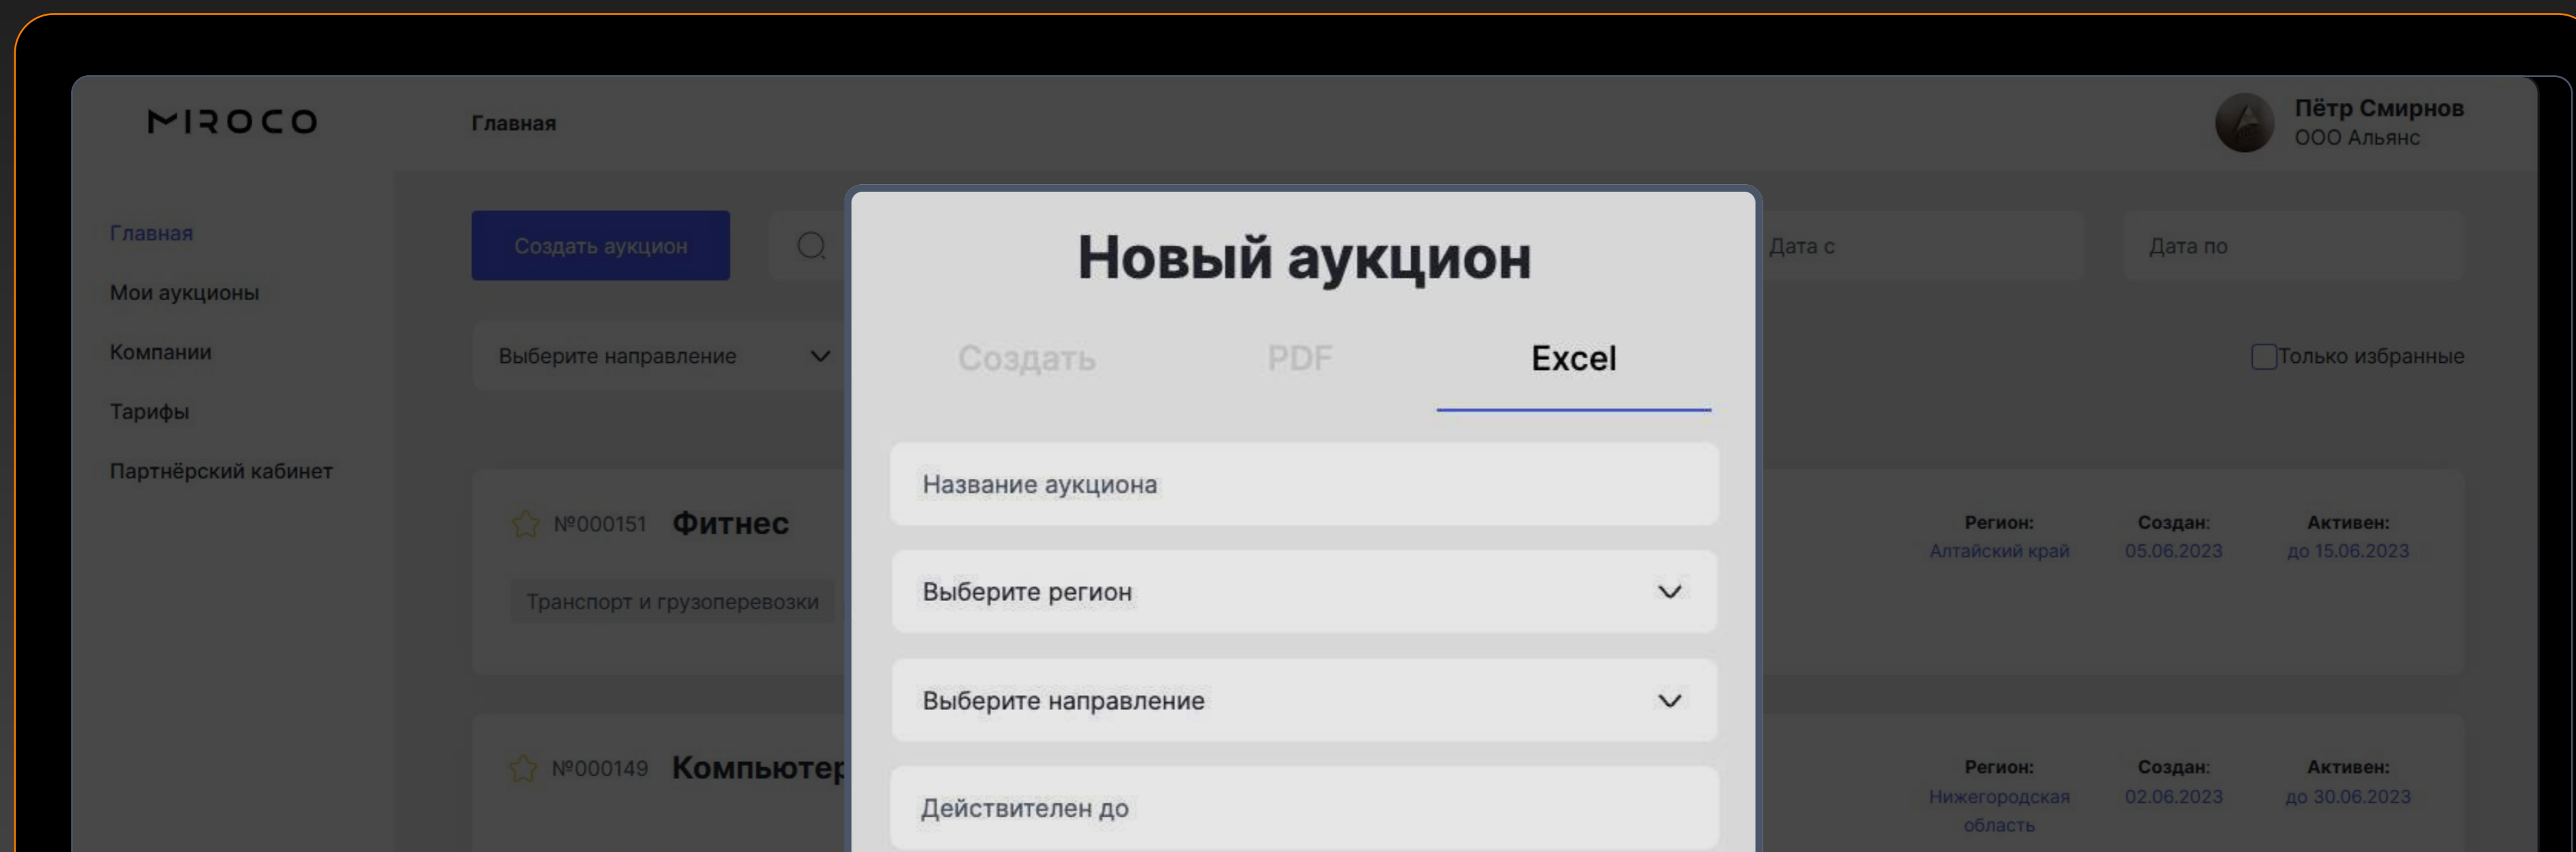 MIROCO
Главная
Пётр Смирнов
ООО Альянс
Главная
Мои аукционы
Компании
Тарифы
Партнёрский кабинет
Создать аукцион
Дата с
Дата по
Выберите направление
Только избранные
Новый аукцион
Создать PDF Excel
Название аукциона
Выберите регион
Выберите направление
Действителен до
№000151 Фитнес
Транспорт и грузоперевозки
Регион: Создан: Активен:
Алтайский край 05.06.2023 до 15.06.2023
№000149 Компьютер
Регион: Создан: Активен:
Нижегородская 02.06.2023 до 30.06.2023
область